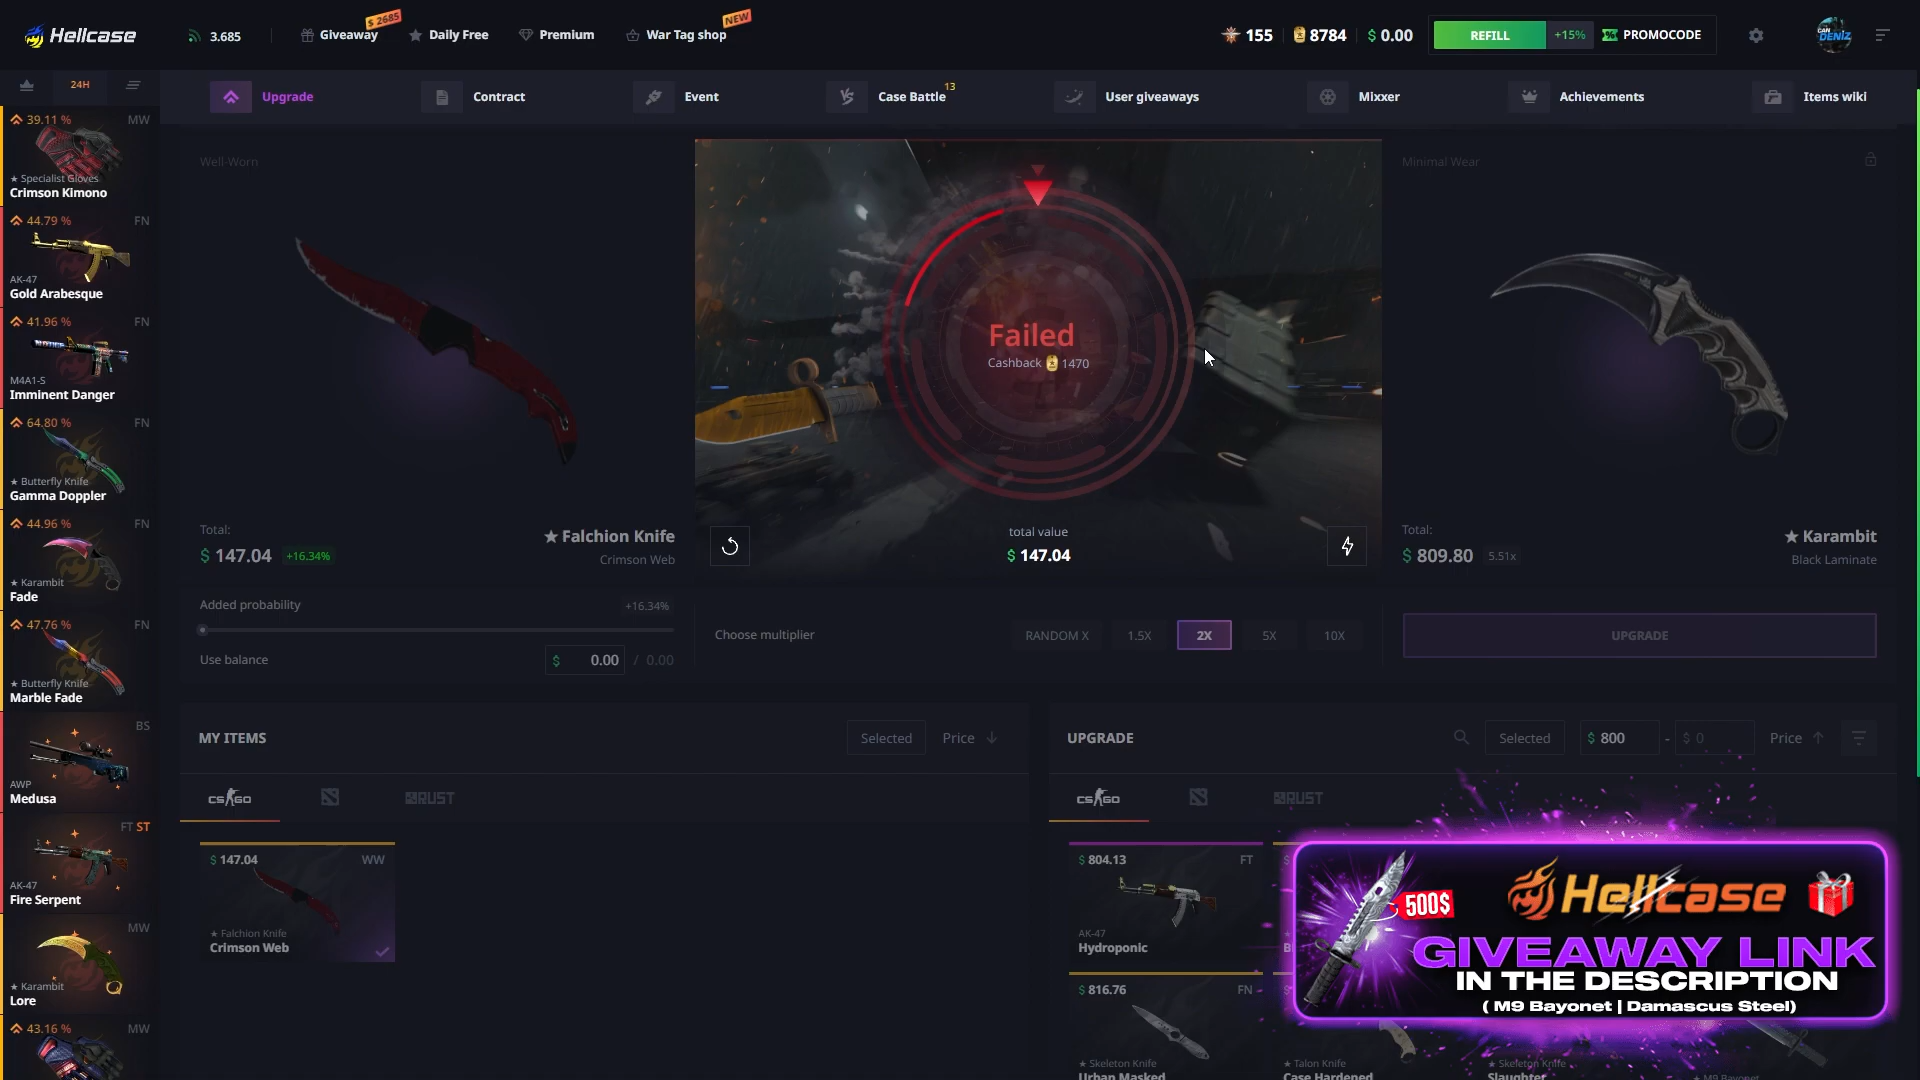 Hellcase
3.685
Giveaway
$ 2685
Daily Free
Premium
War Tag shop
NEW
155
8784
$ 0.00
REFILL
+15%
PROMOCODE
CAN
DENİZ
24H
Upgrade
Contract
Event
Case Battle
13
User giveaways
Mixxer
Achievements
Items wiki
39.11 %
MW
★ Specialist Gloves
Crimson Kimono
44.79 %
FN
AK-47
Gold Arabesque
41.96 %
FN
M4A1-S
Imminent Danger
64.80 %
FN
★ Butterfly Knife
Gamma Doppler
44.96 %
FN
★ Karambit
Fade
47.76 %
FN
★ Butterfly Knife
Marble Fade
BS
AWP
Medusa
FT ST
AK-47
Fire Serpent
MW
★ Karambit
Lore
43.16 %
MW
Well-Worn
Total:
$ 147.04
+16.34%
★ Falchion Knife
Crimson Web
Failed
Cashback 1470
total value
$ 147.04
Minimal Wear
Total:
$ 809.80
5.51x
★ Karambit
Black Laminate
Added probability
+16.34%
Use balance
$ 0.00 / 0.00
Choose multiplier
RANDOM X
1.5X
2X
5X
10X
UPGRADE
MY ITEMS
Selected
Price
CS:GO
RUST
$ 147.04
WW
★ Falchion Knife
Crimson Web
UPGRADE
Selected
$ 800
-
$ 0
Price
CS:GO
RUST
$ 804.13
FT
AK-47
Hydroponic
$ 816.76
FN
★ Skeleton Knife
Urban Masked
★ Talon Knife
Case Hardened
★ Skeleton Knife
Slaughter
★ M9 Bayonet
500$
Hellcase
GIVEAWAY LINK
IN THE DESCRIPTION
( M9 Bayonet | Damascus Steel)